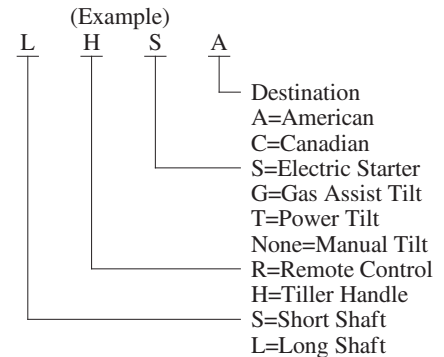 (Example)
L H S A
Destination
A=American
C=Canadian
S=Electric Starter
G=Gas Assist Tilt
T=Power Tilt
None=Manual Tilt
R=Remote Control
H=Tiller Handle
S=Short Shaft
L=Long Shaft